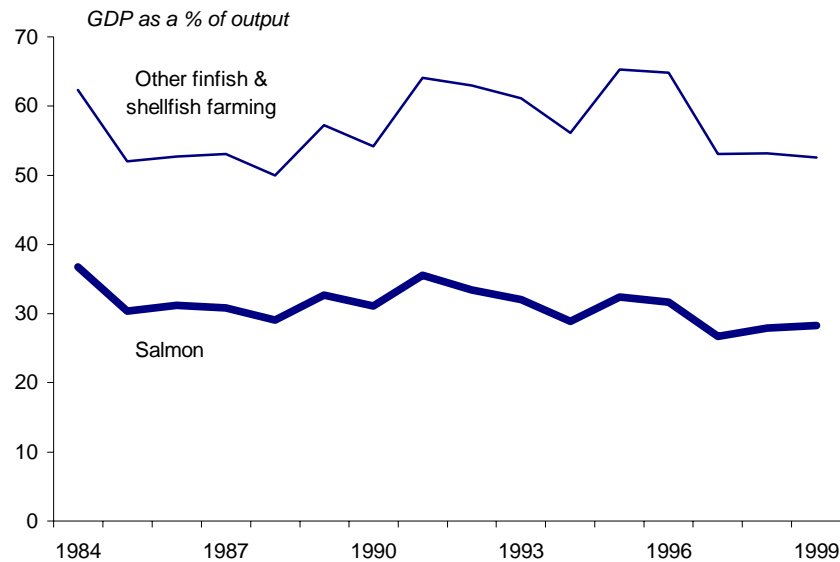 GDP as a % of output
70
Other finfish &
shellfish farming
60
50
40
30
Salmon
20
10
0
1984 1987 1990 1993 1996 1999